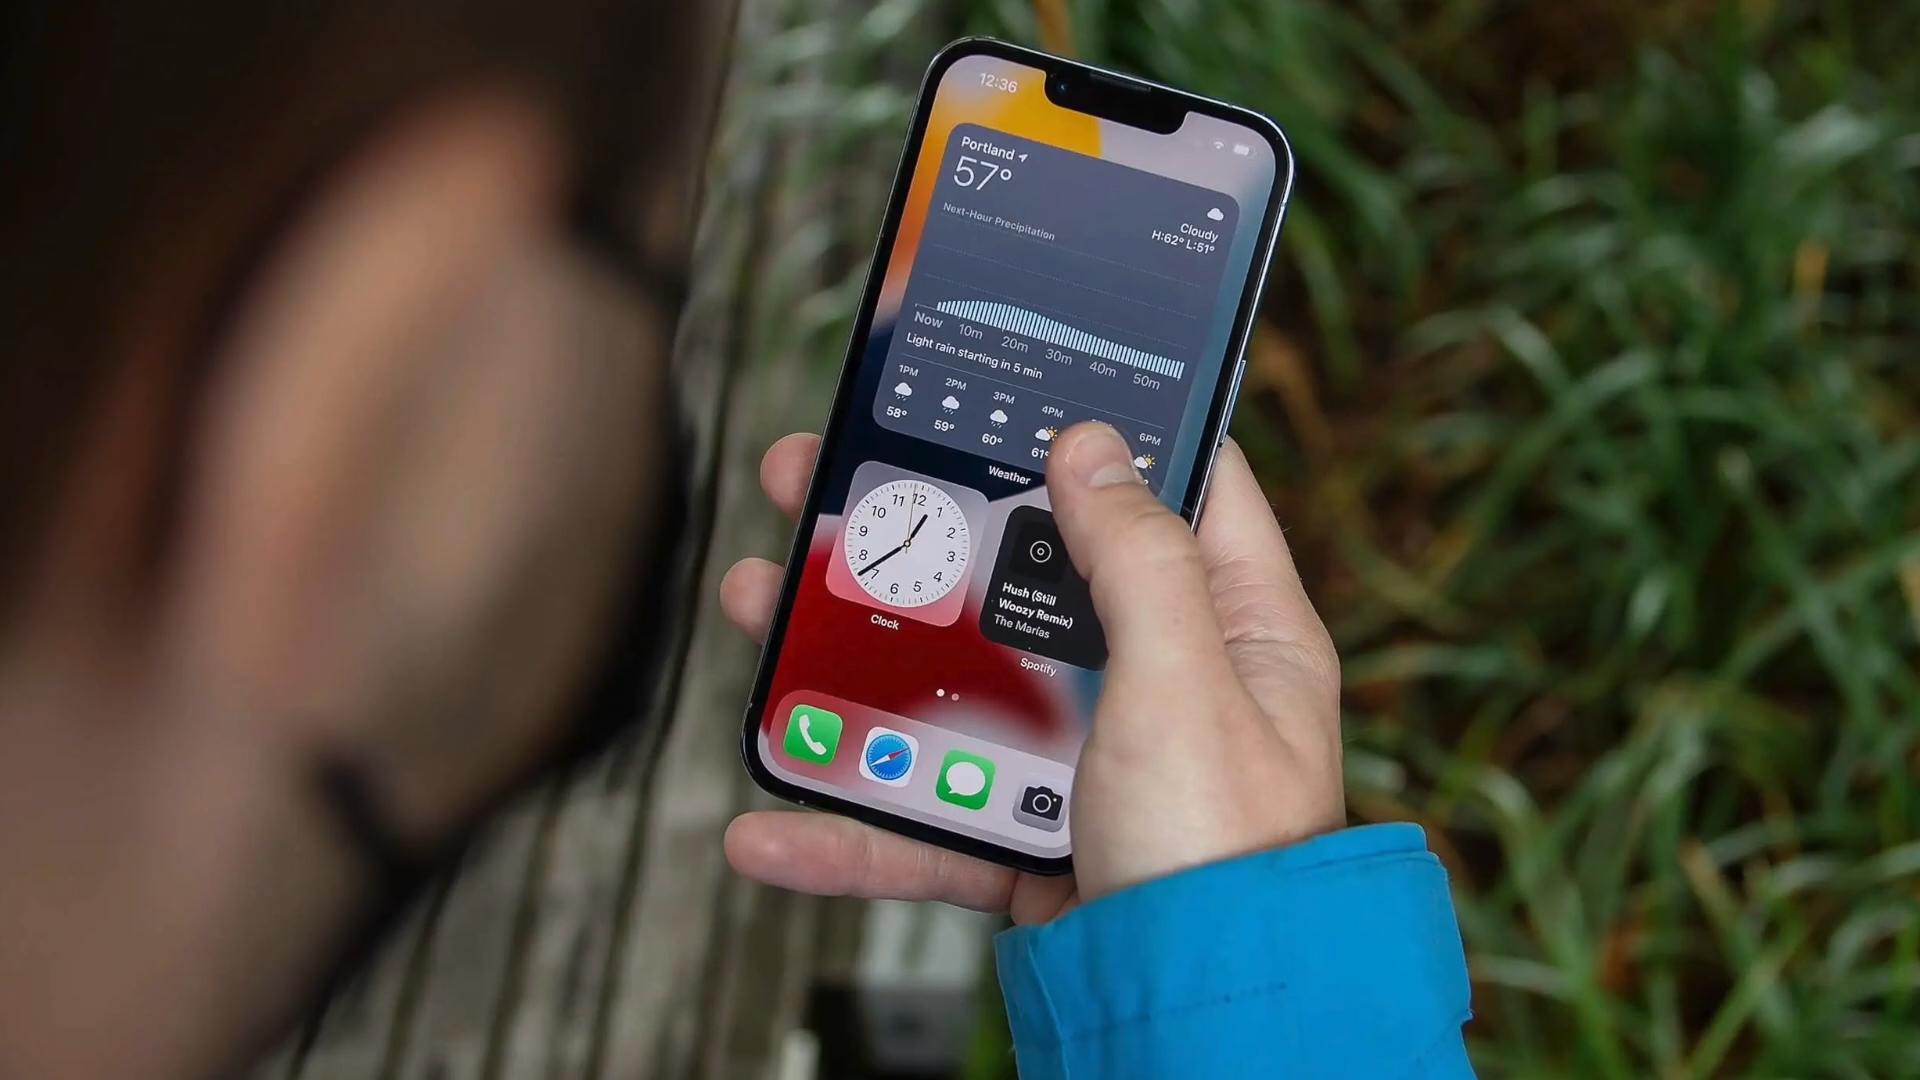 12:36
Portland
57°
Cloudy
H:62° L:51°
Next-Hour Precipitation
Now 10m 20m 30m 40m 50m
Light rain starting in 5 min
1PM 2PM 3PM 4PM 6PM
58° 59° 60° 61°
Weather
12 1 2 3 4 5 6 7 8 9 10 11
Clock
Hush (Still
Woozy Remix)
The Marías
Spotify